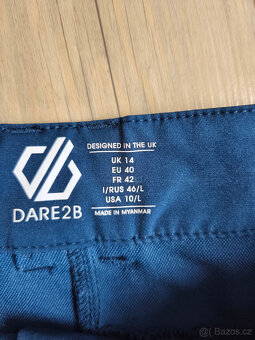 DESIGNED IN THE UK
UK 14
EU 40
FR 42
I/RUS 46/L
USA 10/L
MADE IN MYANMAR
DARE2B
sbazar.cz